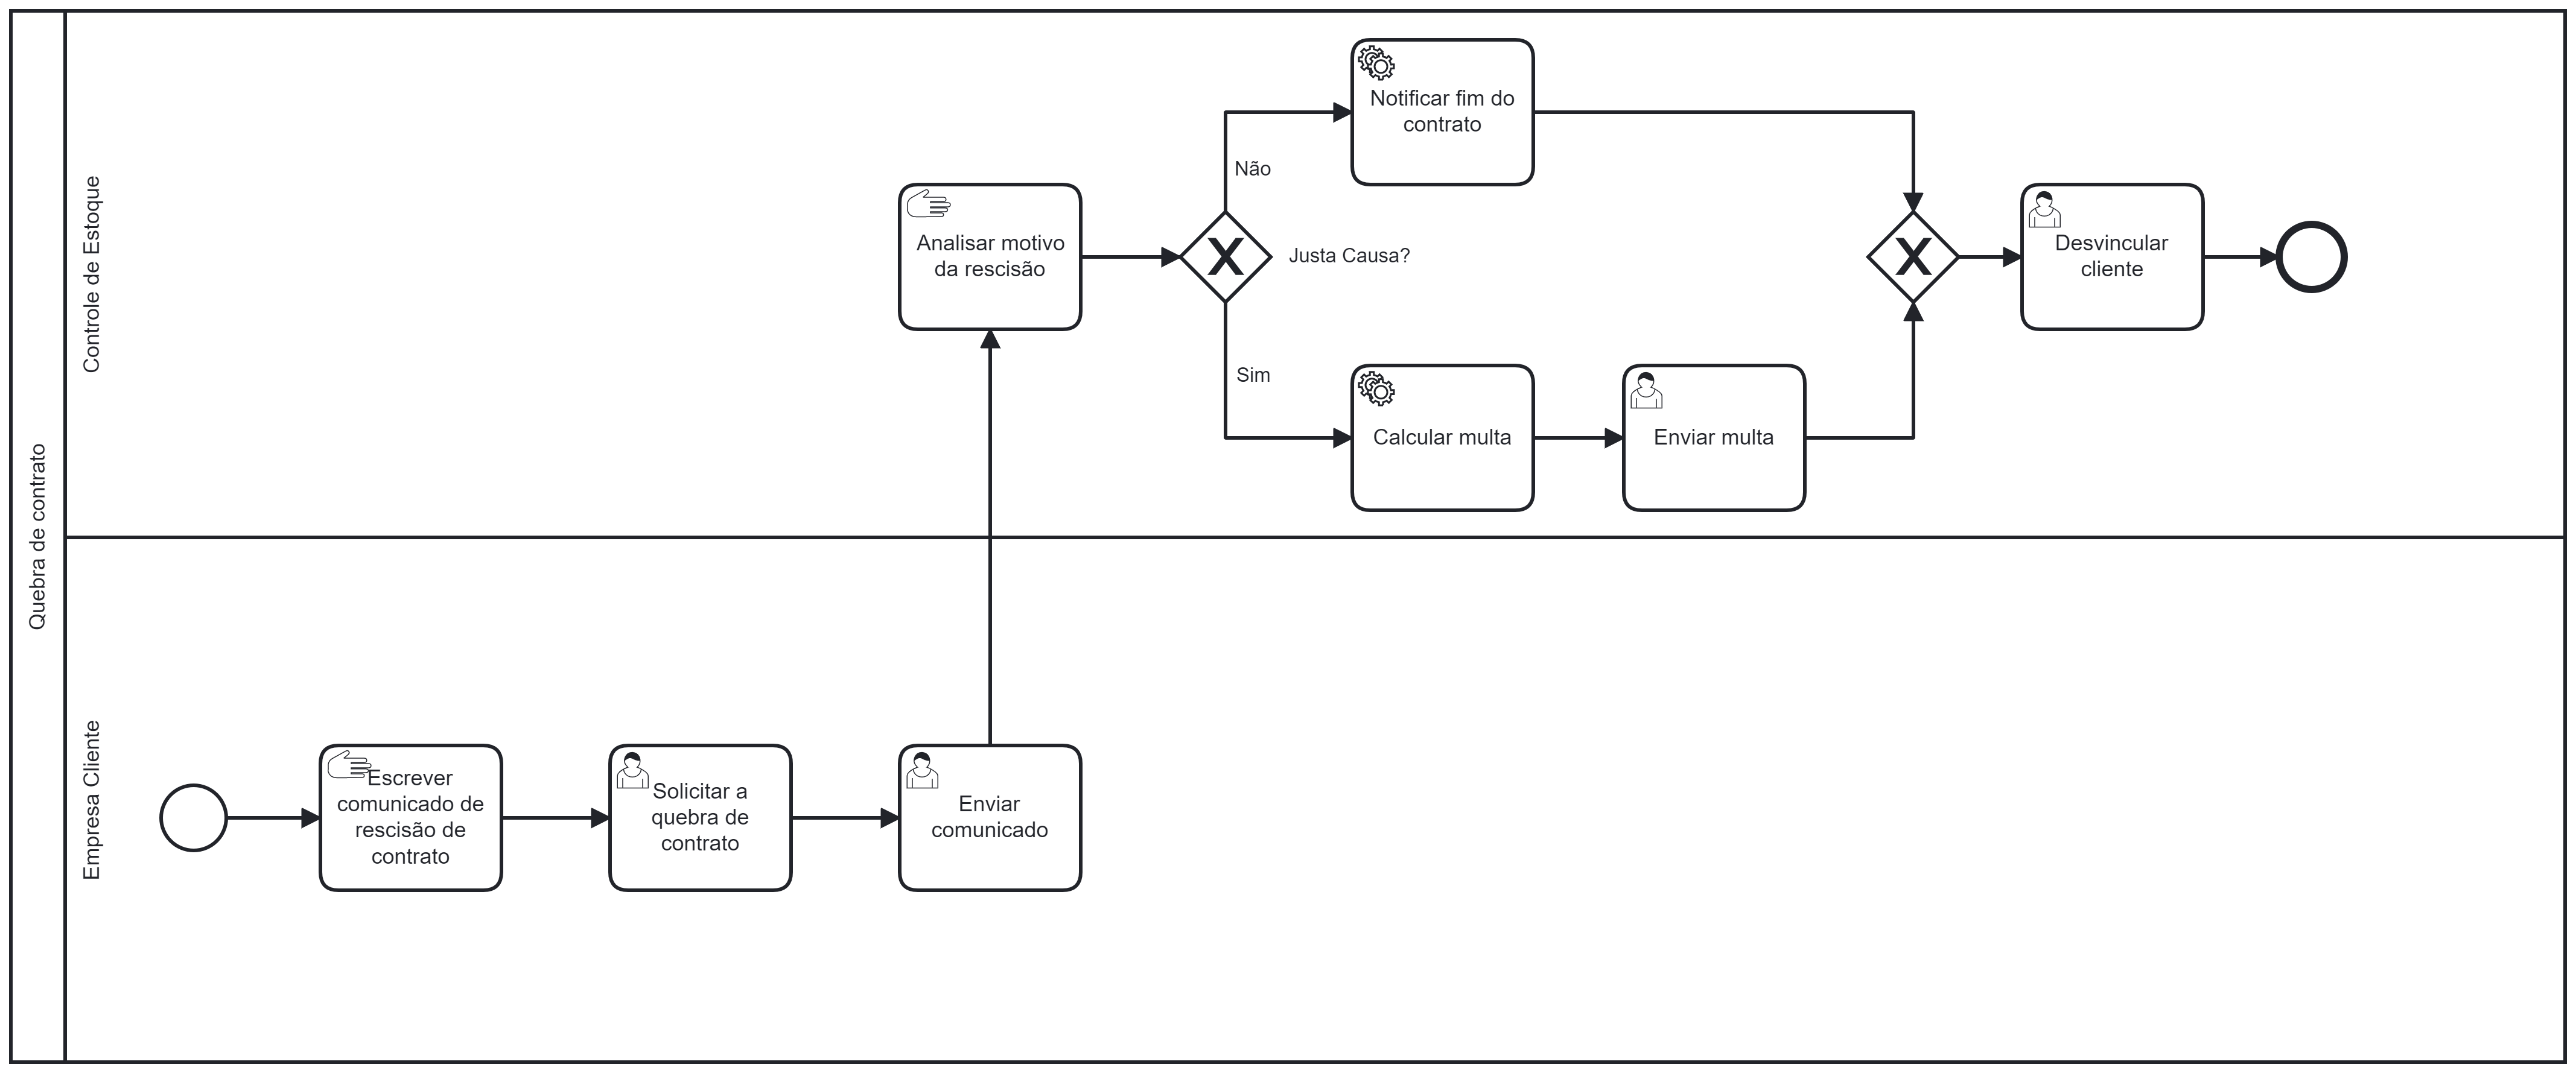 Quebra de contrato
Controle de Estoque
Notificar fim do
contrato
Não
Analisar motivo
da rescisão
Justa Causa?
Desvincular
cliente
Sim
Calcular multa
Enviar multa
Empresa Cliente
Escrever
comunicado de
rescisão de
contrato
Solicitar a
quebra de
contrato
Enviar
comunicado